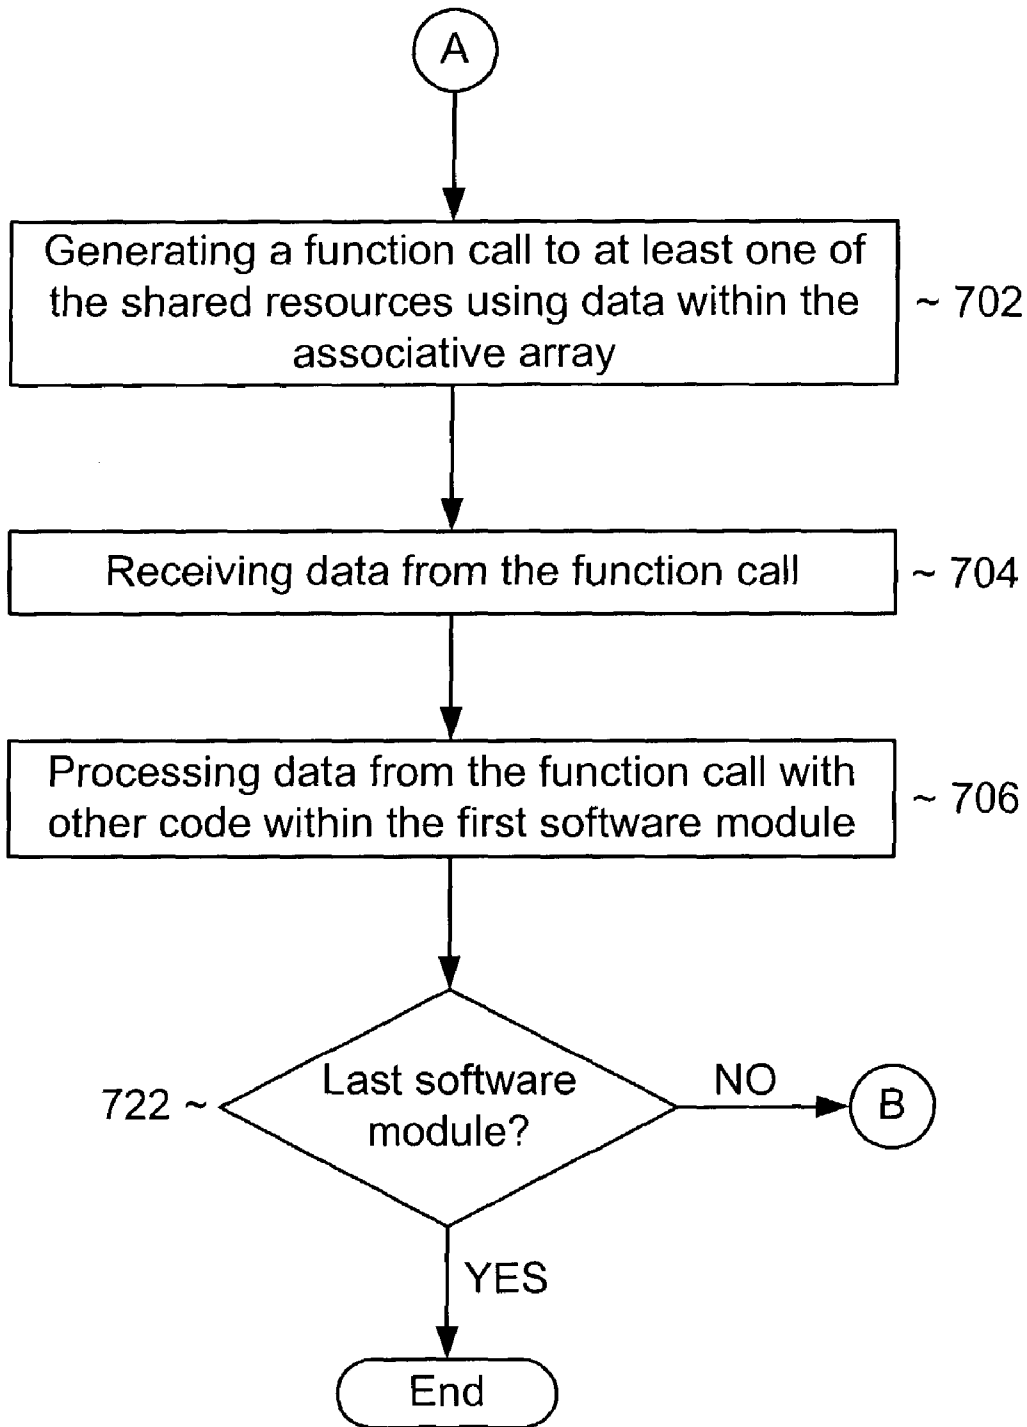 A
Generating a function call to at least one of
the shared resources using data within the
associative array
~ 702
Receiving data from the function call
~ 704
Processing data from the function call with
other code within the first software module
~ 706
722 ~
Last software
module?
NO
B
YES
End